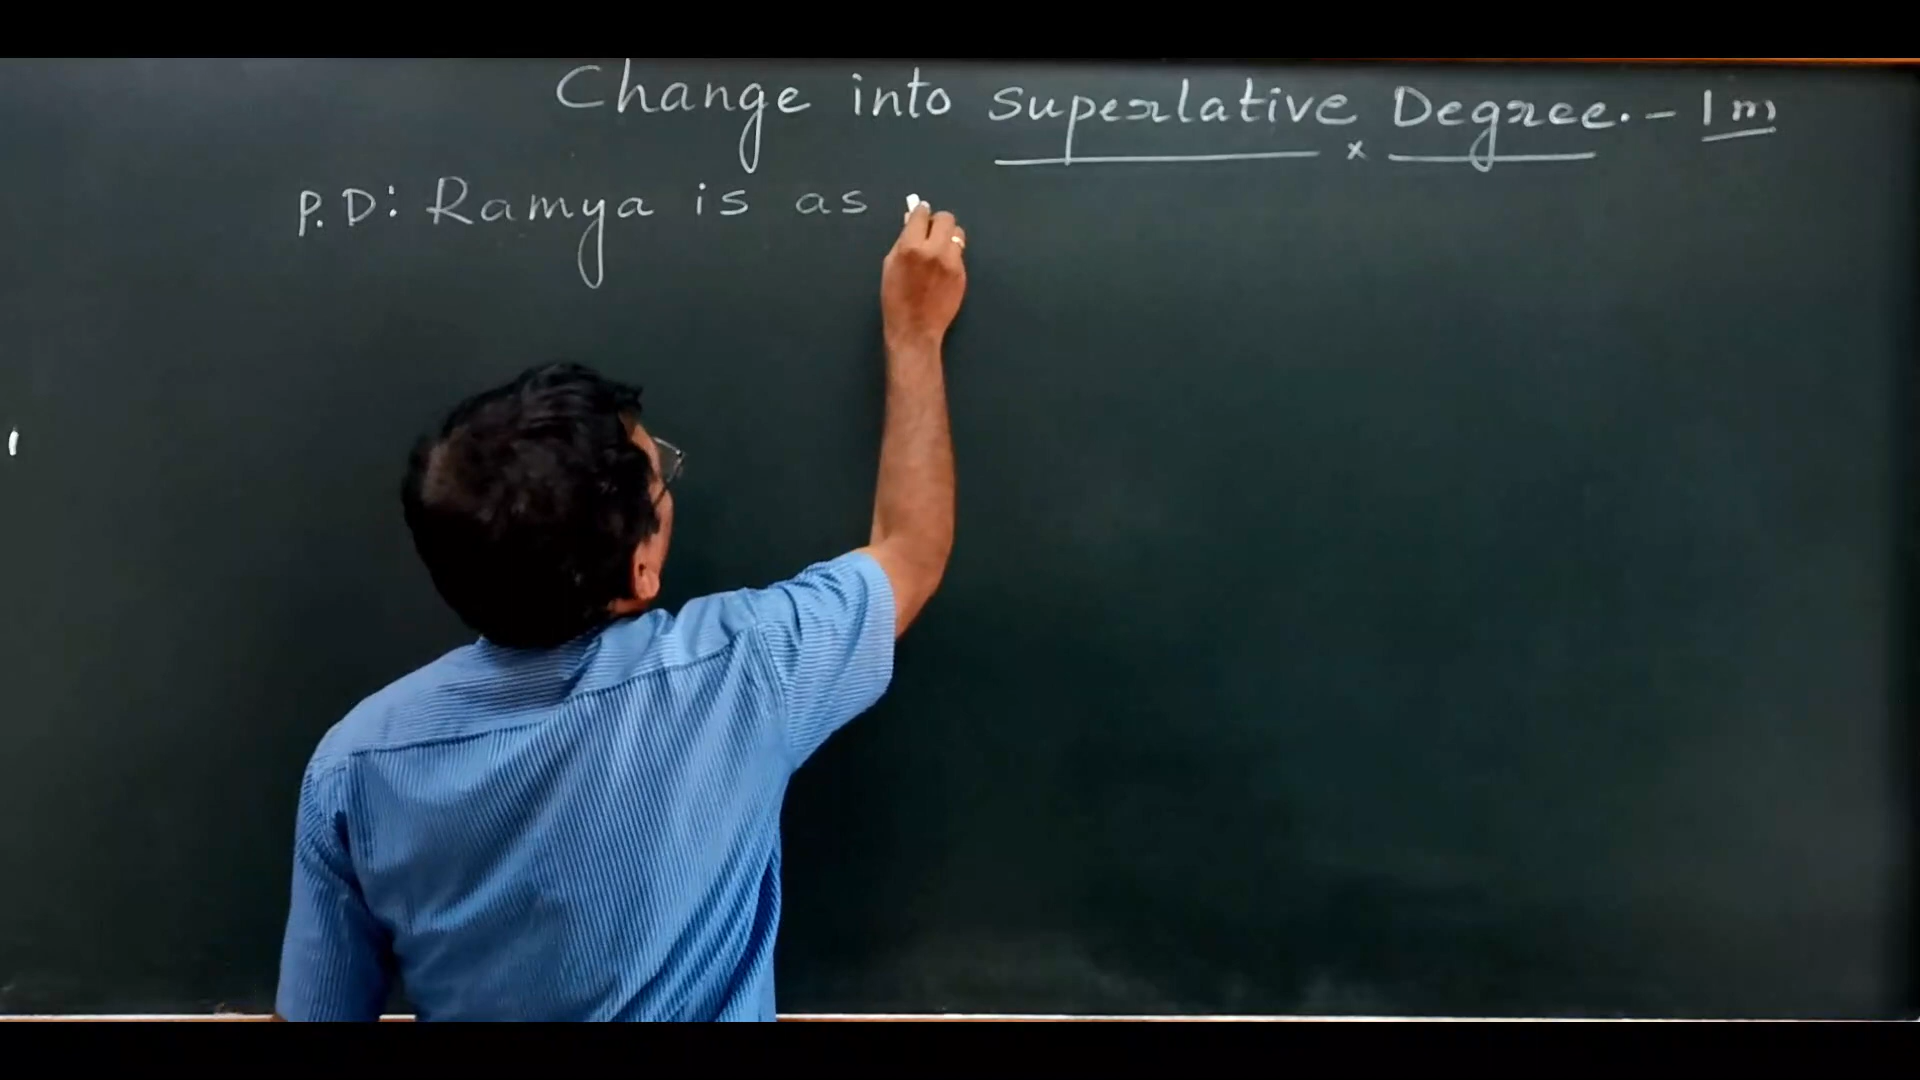 Change into Superlative Degree. - 1m
P.D: Ramya is as